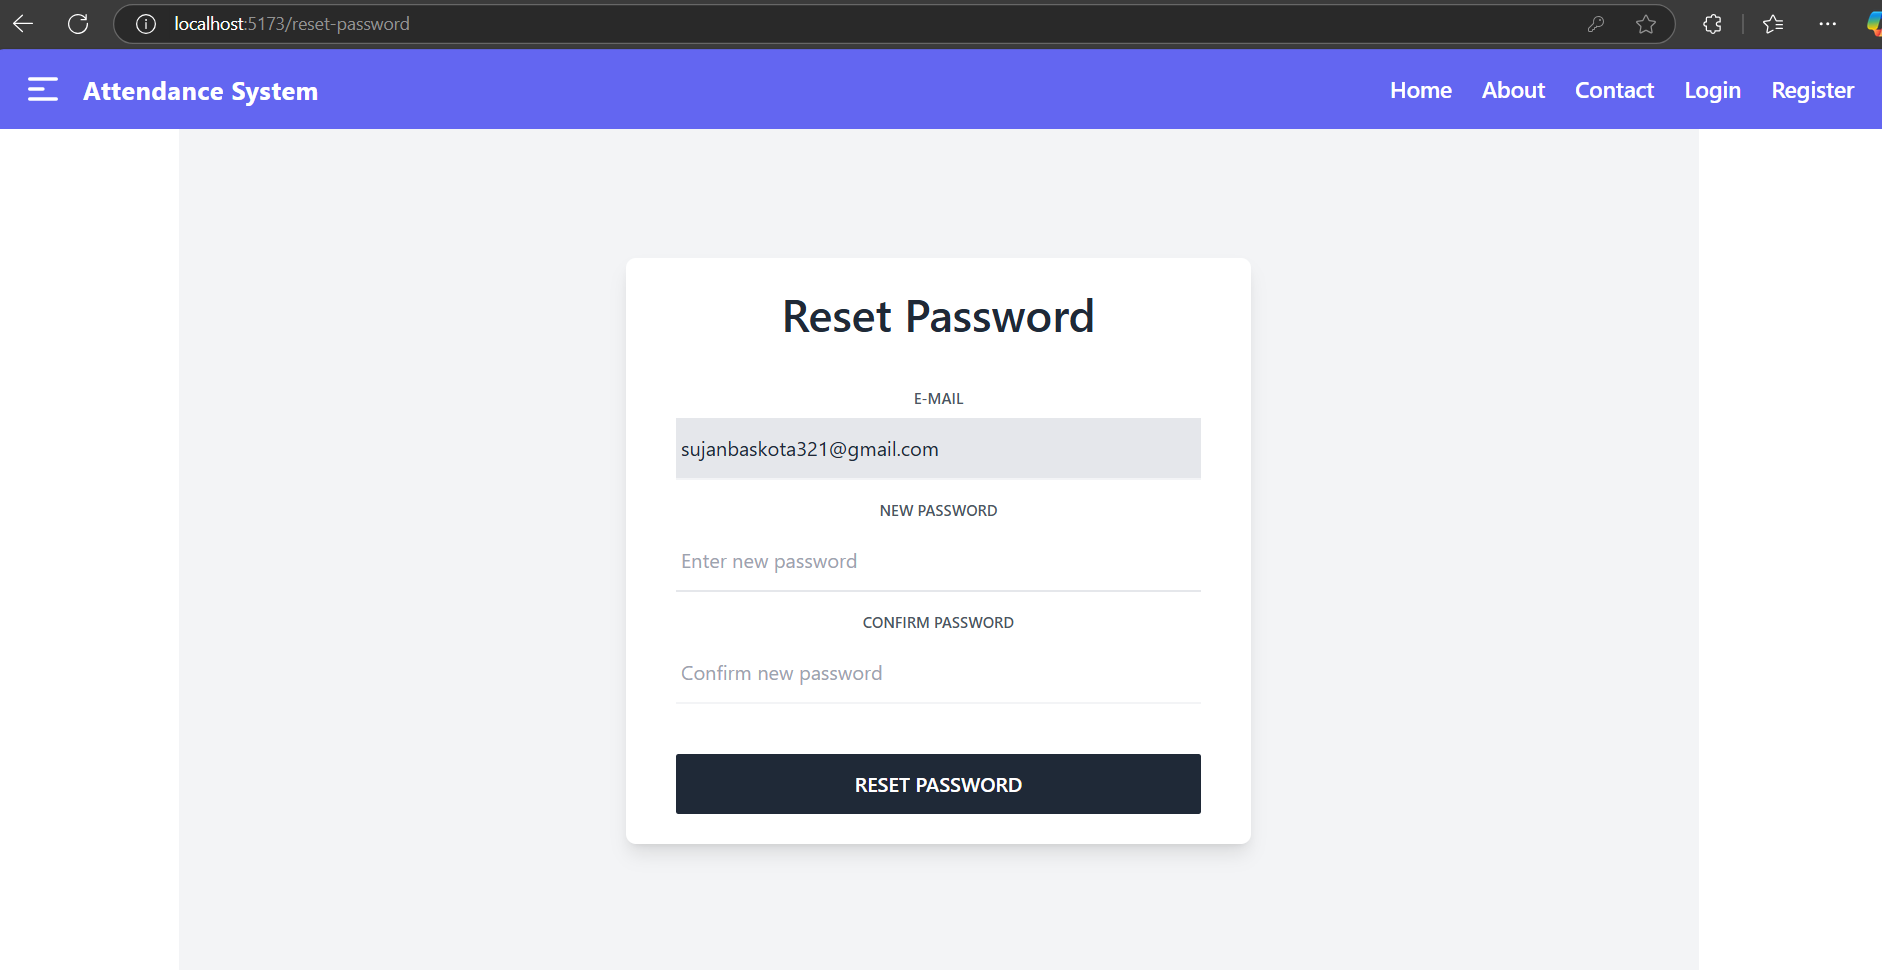 localhost:5173/reset-password
Attendance System
Home About Contact Login Register
Reset Password
E-MAIL
sujanbaskota321@gmail.com
NEW PASSWORD
Enter new password
CONFIRM PASSWORD
Confirm new password
RESET PASSWORD